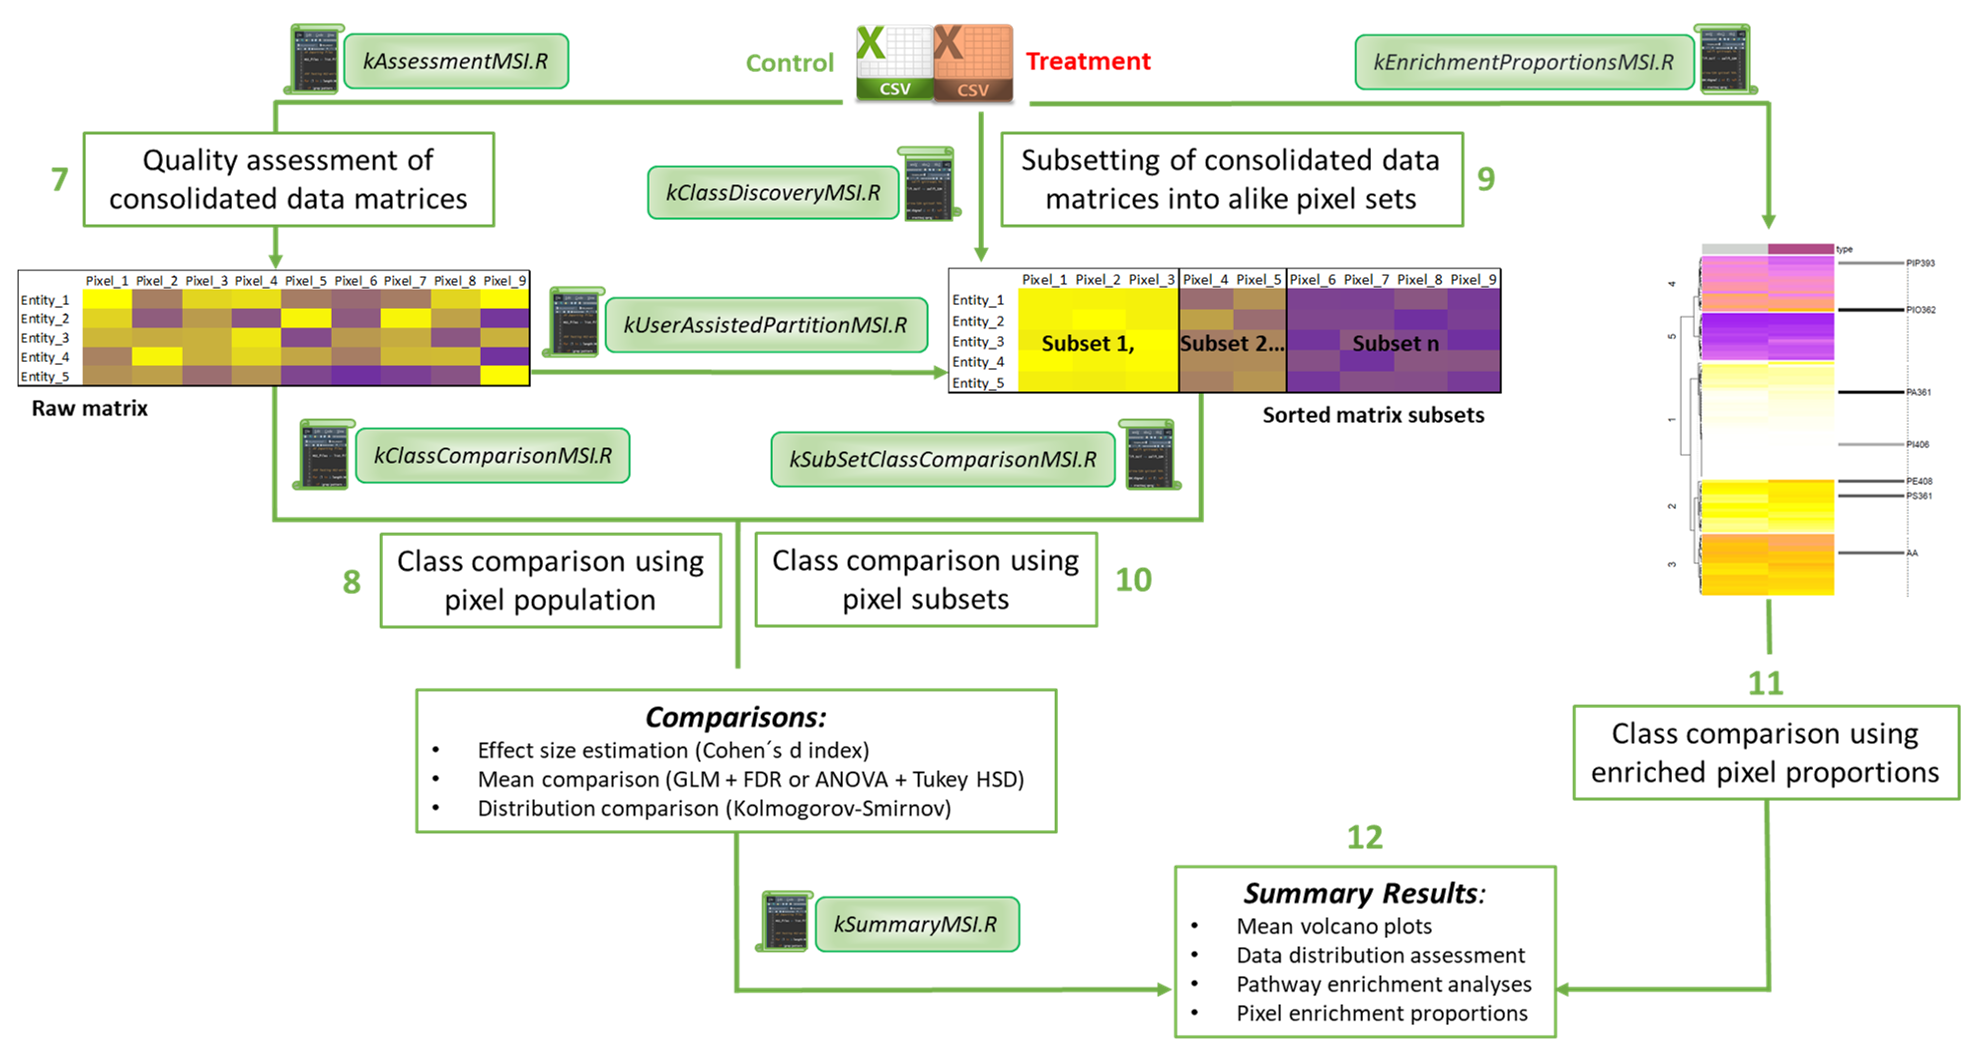 kAssessmentMSI.R
Control
X
CSV
X
CSV
Treatment
kEnrichmentProportionsMSI.R
7
Quality assessment of
consolidated data matrices
kClassDiscoveryMSI.R
Subsetting of consolidated data
matrices into alike pixel sets
9
Pixel_1 Pixel_2 Pixel_3 Pixel_4 Pixel_5 Pixel_6 Pixel_7 Pixel_8 Pixel_9
Entity_1
Entity_2
Entity_3
Entity_4
Entity_5
Raw matrix
kUserAssistedPartitionMSI.R
Pixel_1 Pixel_2 Pixel_3 Pixel_4 Pixel_5 Pixel_6 Pixel_7 Pixel_8 Pixel_9
Entity_1
Entity_2
Entity_3
Entity_4
Entity_5
Subset 1,
Subset 2...
Subset n
Sorted matrix subsets
type
4
5
1
2
3
PIP393
PIO362
PA361
PI406
PE408
PS361
AA
kClassComparisonMSI.R
kSubSetClassComparisonMSI.R
8
Class comparison using
pixel population
Class comparison using
pixel subsets
10
11
Class comparison using
enriched pixel proportions
Comparisons:
• Effect size estimation (Cohen´s d index)
• Mean comparison (GLM + FDR or ANOVA + Tukey HSD)
• Distribution comparison (Kolmogorov-Smirnov)
kSummaryMSI.R
12
Summary Results:
• Mean volcano plots
• Data distribution assessment
• Pathway enrichment analyses
• Pixel enrichment proportions